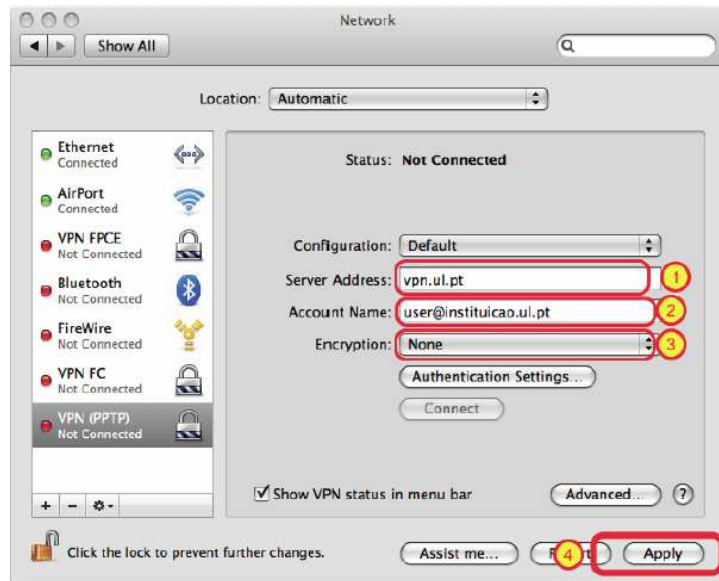 Network
Show All
Location: Automatic
Ethernet
Connected
AirPort
Connected
VPN FPCE
Not Connected
Bluetooth
Not Connected
FireWire
Not Connected
VPN FC
Not Connected
VPN (PPTP)
Not Connected
Status: Not Connected
Configuration: Default
Server Address: vpn.ul.pt 1
Account Name: user@instituicao.ul.pt 2
Encryption: None 3
Authentication Settings...
Connect
Show VPN status in menu bar
Advanced... ?
Click the lock to prevent further changes.
Assist me... 4 Apply